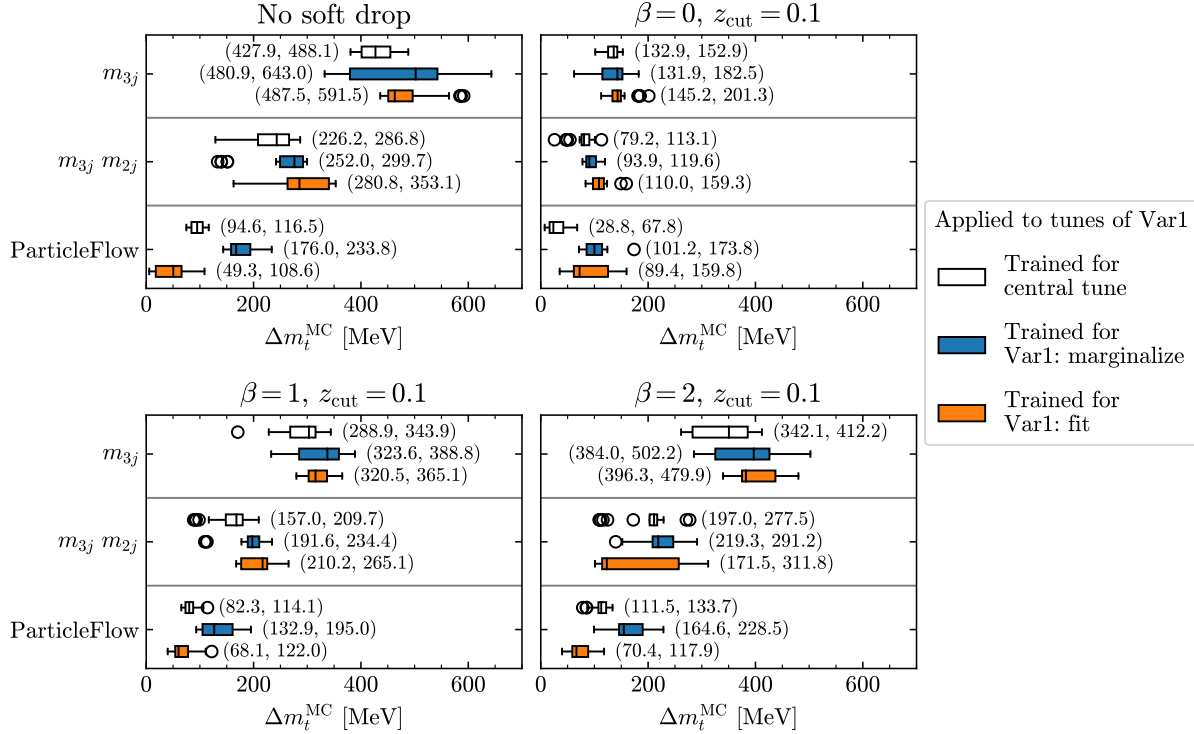 No soft drop
m3j
(427.9, 488.1)
(480.9, 643.0)
(487.5, 591.5)
m3j m2j
(226.2, 286.8)
(252.0, 299.7)
(280.8, 353.1)
ParticleFlow
(94.6, 116.5)
(176.0, 233.8)
(49.3, 108.6)
0 200 400 600
Δm_t^MC [MeV]
β = 0, z_cut = 0.1
(132.9, 152.9)
(131.9, 182.5)
(145.2, 201.3)
(79.2, 113.1)
(93.9, 119.6)
(110.0, 159.3)
(28.8, 67.8)
(101.2, 173.8)
(89.4, 159.8)
0 200 400 600
Δm_t^MC [MeV]
Applied to tunes of Var1
Trained for
central tune
Trained for
Var1: marginalize
Trained for
Var1: fit
β = 1, z_cut = 0.1
m3j
(288.9, 343.9)
(323.6, 388.8)
(320.5, 365.1)
m3j m2j
(157.0, 209.7)
(191.6, 234.4)
(210.2, 265.1)
ParticleFlow
(82.3, 114.1)
(132.9, 195.0)
(68.1, 122.0)
0 200 400 600
Δm_t^MC [MeV]
β = 2, z_cut = 0.1
(342.1, 412.2)
(384.0, 502.2)
(396.3, 479.9)
(197.0, 277.5)
(219.3, 291.2)
(171.5, 311.8)
(111.5, 133.7)
(164.6, 228.5)
(70.4, 117.9)
0 200 400 600
Δm_t^MC [MeV]